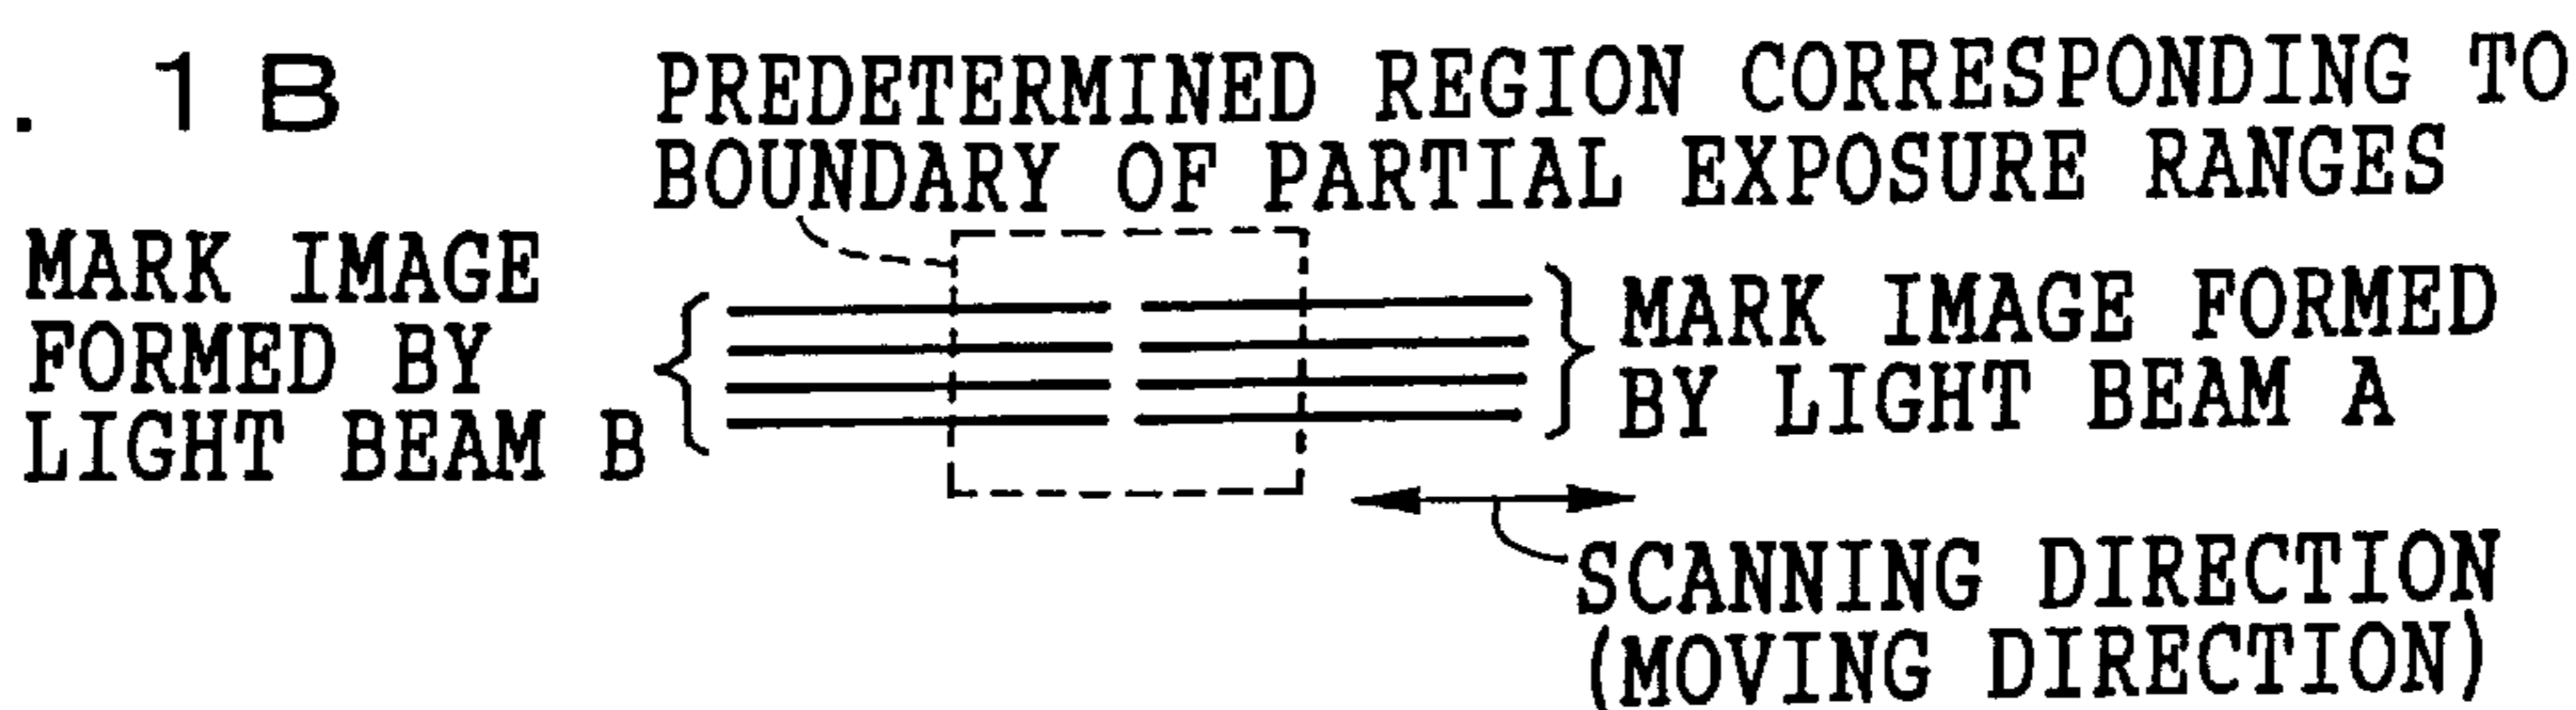 . 1B
PREDETERMINED REGION CORRESPONDING TO
BOUNDARY OF PARTIAL EXPOSURE RANGES
MARK IMAGE
FORMED BY
LIGHT BEAM B
MARK IMAGE FORMED
BY LIGHT BEAM A
SCANNING DIRECTION
(MOVING DIRECTION)